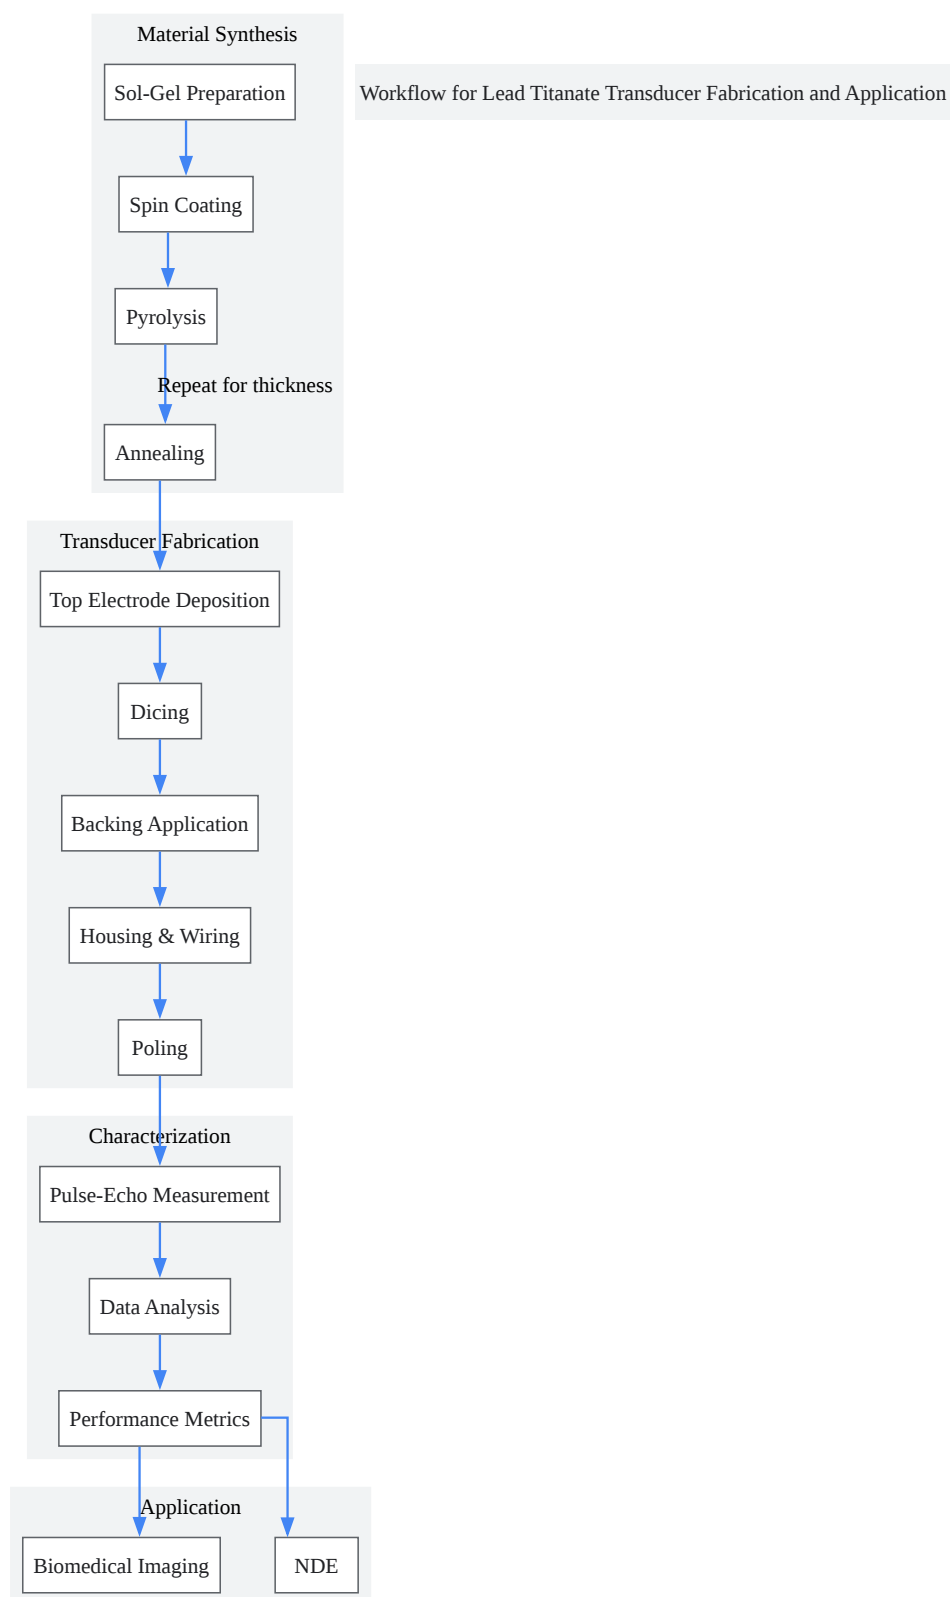 Material Synthesis
Sol-Gel Preparation
Workflow for Lead Titanate Transducer Fabrication and Application
Spin Coating
Pyrolysis
Repeat for thickness
Annealing
Transducer Fabrication
Top Electrode Deposition
Dicing
Backing Application
Housing & Wiring
Poling
Characterization
Pulse-Echo Measurement
Data Analysis
Performance Metrics
Application
Biomedical Imaging
NDE